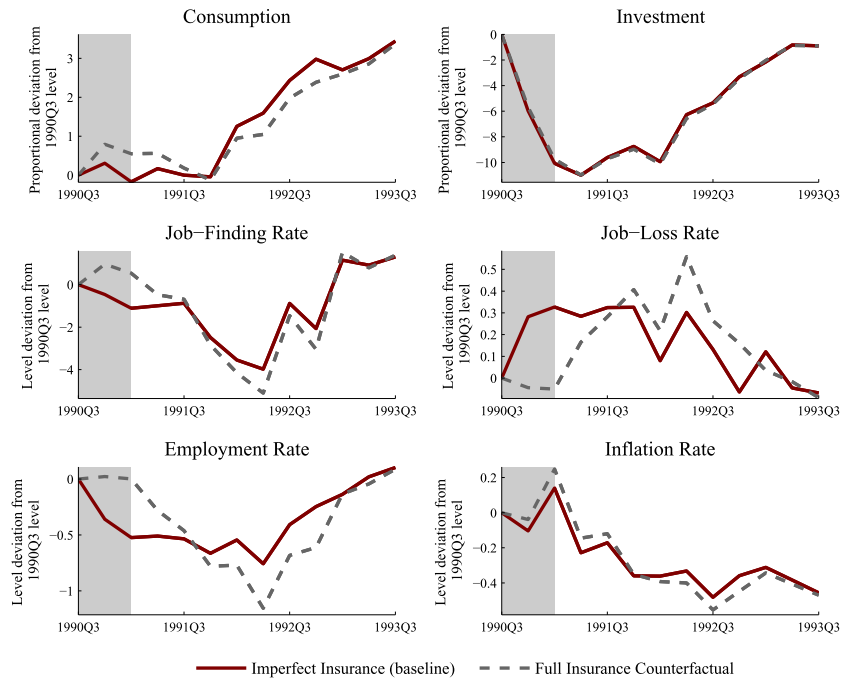 Consumption
Proportional deviation from
1990Q3 level
3
2
1
0
1990Q3 1991Q3 1992Q3 1993Q3
Investment
Proportional deviation from
1990Q3 level
0
−2
−4
−6
−8
−10
1990Q3 1991Q3 1992Q3 1993Q3
Job−Finding Rate
Level deviation from
1990Q3 level
0
−2
−4
1990Q3 1991Q3 1992Q3 1993Q3
Job−Loss Rate
Level deviation from
1990Q3 level
0.5
0.4
0.3
0.2
0.1
0
1990Q3 1991Q3 1992Q3 1993Q3
Employment Rate
Level deviation from
1990Q3 level
0
−0.5
−1
1990Q3 1991Q3 1992Q3 1993Q3
Inflation Rate
Level deviation from
1990Q3 level
0.2
0
−0.2
−0.4
1990Q3 1991Q3 1992Q3 1993Q3
Imperfect Insurance (baseline) Full Insurance Counterfactual